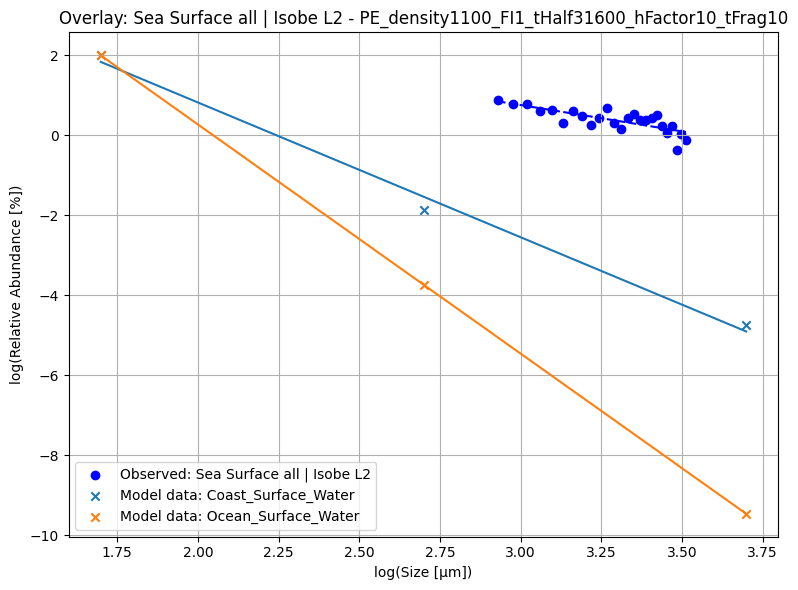 Overlay: Sea Surface all | Isobe L2 - PE_density1100_FI1_tHalf31600_hFactor10_tFrag10
log(Relative Abundance [%])
2
0
−2
−4
−6
−8
−10
Observed: Sea Surface all | Isobe L2
Model data: Coast_Surface_Water
Model data: Ocean_Surface_Water
1.75 2.00 2.25 2.50 2.75 3.00 3.25 3.50 3.75
log(Size [µm])